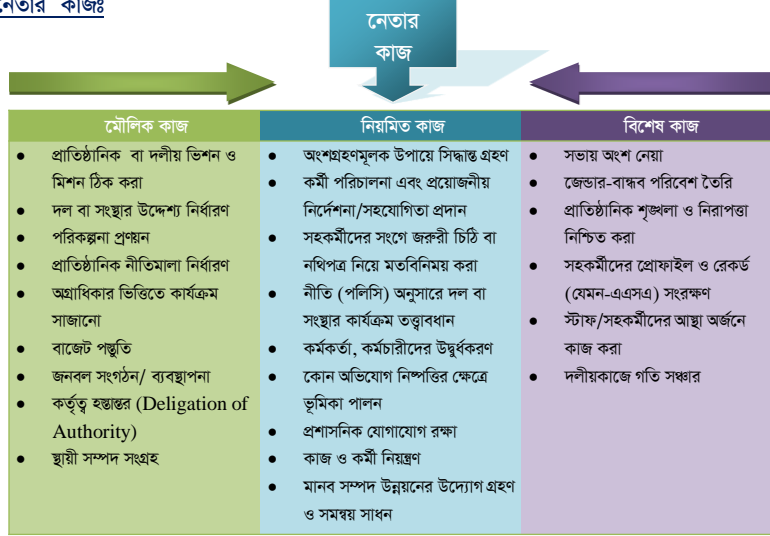 নেতার কাজঃ
নেতার
কাজ
মৌলিক কাজ
● প্রাতিষ্ঠানিক বা দলীয় ভিশন ও
মিশন ঠিক করা
● দল বা সংস্থার উদ্দেশ্য নির্ধারণ
● পরিকল্পনা প্রণয়ন
● প্রাতিষ্ঠানিক নীতিমালা নির্ধারণ
● অগ্রাধিকার ভিত্তিতে কার্যক্রম
সাজানো
● বাজেট পস্তুতি
● জনবল সংগঠন/ ব্যবস্থাপনা
● কর্তৃত্ব হস্তান্তর (Deligation of
Authority)
● স্থায়ী সম্পদ সংগ্রহ
নিয়মিত কাজ
● অংশগ্রহণমূলক উপায়ে সিদ্ধান্ত গ্রহণ
● কর্মী পরিচালনা এবং প্রয়োজনীয়
নির্দেশনা/সহযোগিতা প্রদান
● সহকর্মীদের সংগে জরুরী চিঠি বা
নথিপত্র নিয়ে মতবিনিময় করা
● নীতি (পলিসি) অনুসারে দল বা
সংস্থার কার্যক্রম তত্ত্বাবধান
● কর্মকর্তা, কর্মচারীদের উদ্বুর্ধকরণ
● কোন অভিযোগ নিষ্পত্তির ক্ষেত্রে
ভূমিকা পালন
● প্রশাসনিক যোগাযোগ রক্ষা
● কাজ ও কর্মী নিয়ন্ত্রণ
● মানব সম্পদ উন্নয়নের উদ্যোগ গ্রহণ
ও সমন্বয় সাধন
বিশেষ কাজ
● সভায় অংশ নেয়া
● জেন্ডার-বান্ধব পরিবেশ তৈরি
● প্রাতিষ্ঠানিক শৃঙ্খলা ও নিরাপত্তা
নিশ্চিত করা
● সহকর্মীদের প্রোফাইল ও রেকর্ড
(যেমন-এএসএ) সংরক্ষণ
● স্টাফ/সহকর্মীদের আস্থা অর্জনে
কাজ করা
● দলীয়কাজে গতি সঞ্চার